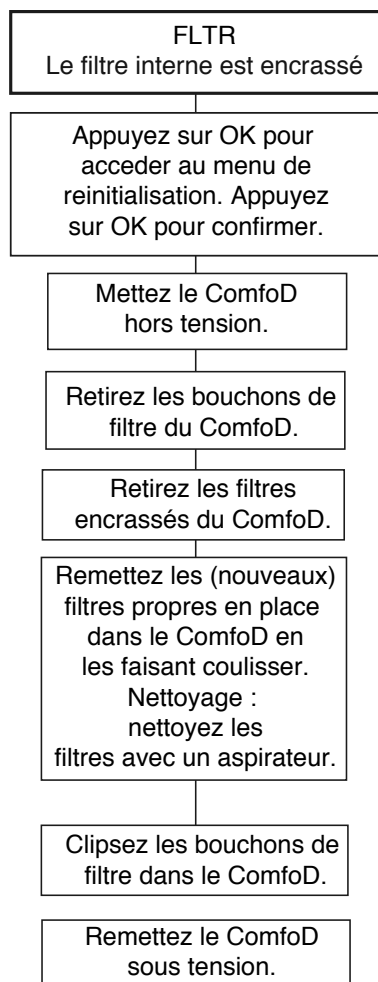 FLTR
Le filtre interne est encrassé
Appuyez sur OK pour
acceder au menu de
reinitialisation. Appuyez
sur OK pour confirmer.
Mettez le ComfoD
hors tension.
Retirez les bouchons de
filtre du ComfoD.
Retirez les filtres
encrassés du ComfoD.
Remettez les (nouveaux)
filtres propres en place
dans le ComfoD en
les faisant coulisser.
Nettoyage :
nettoyez les
filtres avec un aspirateur.
Clipsez les bouchons de
filtre dans le ComfoD.
Remettez le ComfoD
sous tension.